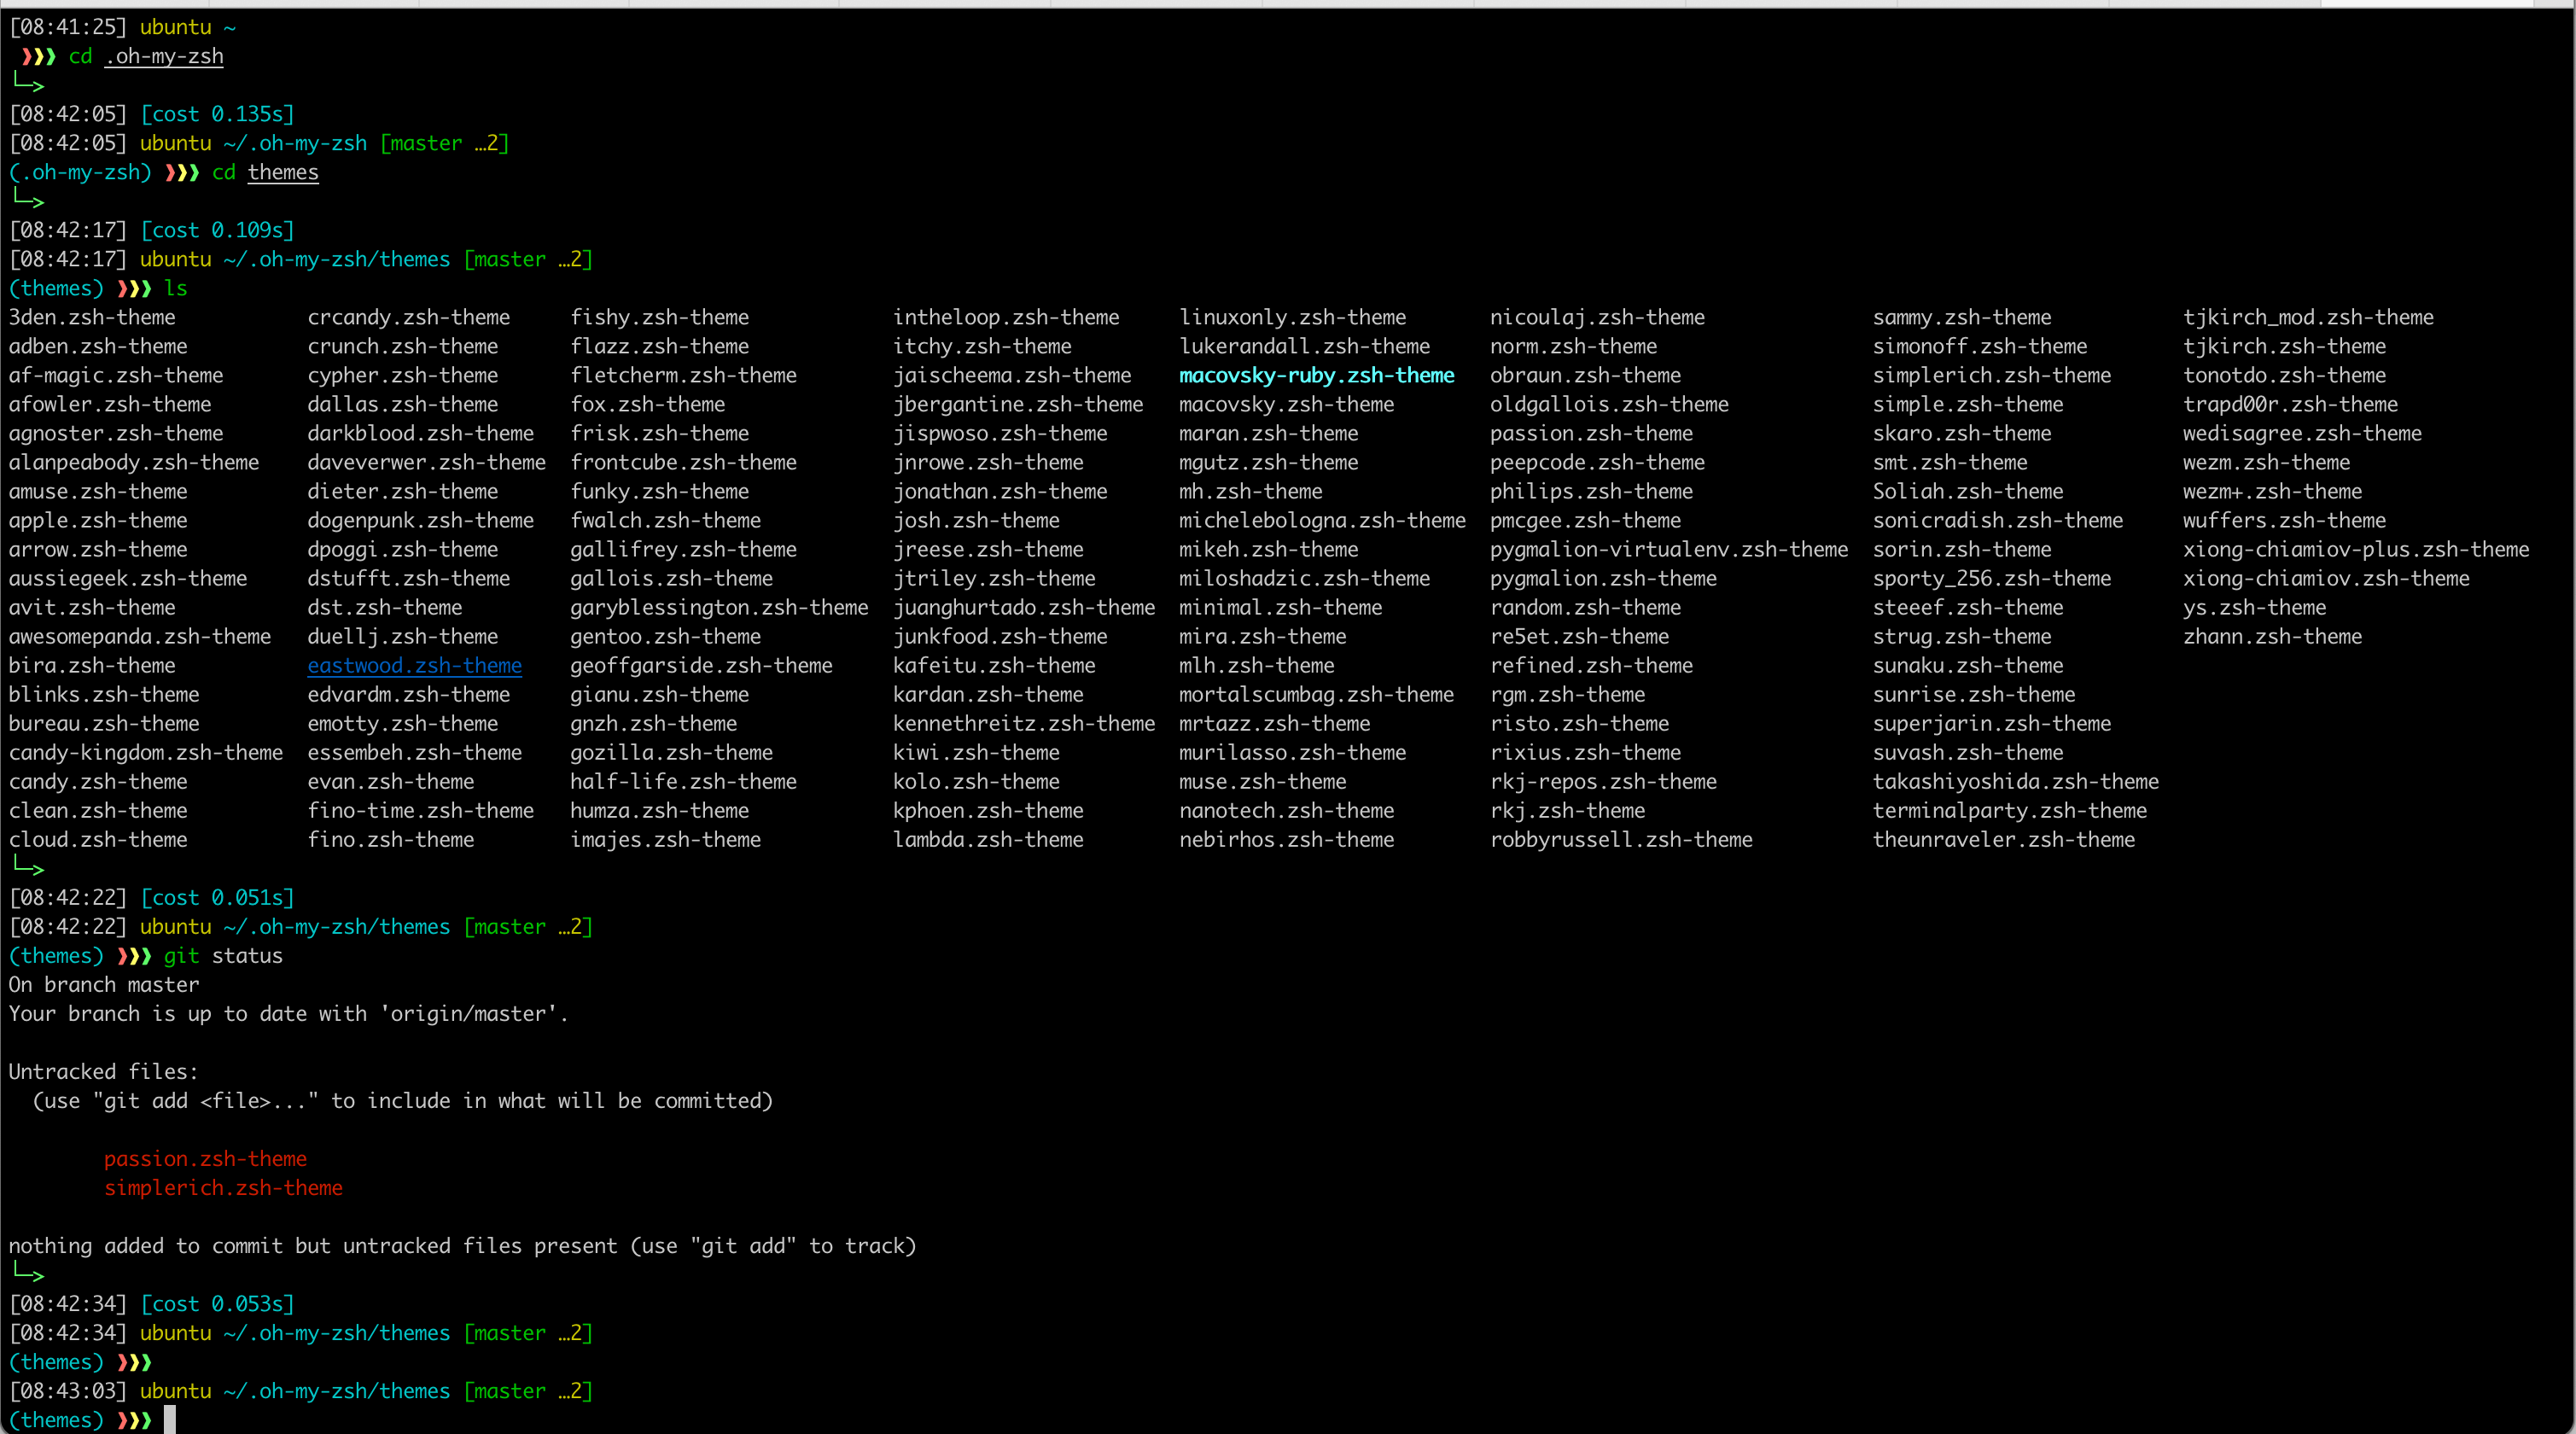 [08:41:25] ubuntu ~
❱❱❱ cd .oh-my-zsh
└─>
[08:42:05] [cost 0.135s]
[08:42:05] ubuntu ~/.oh-my-zsh [master …2]
(.oh-my-zsh) ❱❱❱ cd themes
└─>
[08:42:17] [cost 0.109s]
[08:42:17] ubuntu ~/.oh-my-zsh/themes [master …2]
(themes) ❱❱❱ ls
3den.zsh-theme crcandy.zsh-theme fishy.zsh-theme intheloop.zsh-theme linuxonly.zsh-theme nicoulaj.zsh-theme sammy.zsh-theme tjkirch_mod.zsh-theme
adben.zsh-theme crunch.zsh-theme flazz.zsh-theme itchy.zsh-theme lukerandall.zsh-theme norm.zsh-theme simonoff.zsh-theme tjkirch.zsh-theme
af-magic.zsh-theme cypher.zsh-theme fletcherm.zsh-theme jaischeema.zsh-theme macovsky-ruby.zsh-theme obraun.zsh-theme simplerich.zsh-theme tonotdo.zsh-theme
afowler.zsh-theme dallas.zsh-theme fox.zsh-theme jbergantine.zsh-theme macovsky.zsh-theme oldgallois.zsh-theme simple.zsh-theme trapd00r.zsh-theme
agnoster.zsh-theme darkblood.zsh-theme frisk.zsh-theme jispwoso.zsh-theme maran.zsh-theme passion.zsh-theme skaro.zsh-theme wedisagree.zsh-theme
alanpeabody.zsh-theme daveverwer.zsh-theme frontcube.zsh-theme jnrowe.zsh-theme mgutz.zsh-theme peepcode.zsh-theme smt.zsh-theme wezm.zsh-theme
amuse.zsh-theme dieter.zsh-theme funky.zsh-theme jonathan.zsh-theme mh.zsh-theme philips.zsh-theme Soliah.zsh-theme wezm+.zsh-theme
apple.zsh-theme dogenpunk.zsh-theme fwalch.zsh-theme josh.zsh-theme michelebologna.zsh-theme pmcgee.zsh-theme sonicradish.zsh-theme wuffers.zsh-theme
arrow.zsh-theme dpoggi.zsh-theme gallifrey.zsh-theme jreese.zsh-theme mikeh.zsh-theme pygmalion-virtualenv.zsh-theme sorin.zsh-theme xiong-chiamiov-plus.zsh-theme
aussiegeek.zsh-theme dstufft.zsh-theme gallois.zsh-theme jtriley.zsh-theme miloshadzic.zsh-theme pygmalion.zsh-theme sporty_256.zsh-theme xiong-chiamiov.zsh-theme
avit.zsh-theme dst.zsh-theme garyblessington.zsh-theme juanghurtado.zsh-theme minimal.zsh-theme random.zsh-theme steeef.zsh-theme ys.zsh-theme
awesomepanda.zsh-theme duellj.zsh-theme gentoo.zsh-theme junkfood.zsh-theme mira.zsh-theme re5et.zsh-theme strug.zsh-theme zhann.zsh-theme
bira.zsh-theme eastwood.zsh-theme geoffgarside.zsh-theme kafeitu.zsh-theme mlh.zsh-theme refined.zsh-theme sunaku.zsh-theme
blinks.zsh-theme edvardm.zsh-theme gianu.zsh-theme kardan.zsh-theme mortalscumbag.zsh-theme rgm.zsh-theme sunrise.zsh-theme
bureau.zsh-theme emotty.zsh-theme gnzh.zsh-theme kennethreitz.zsh-theme mrtazz.zsh-theme risto.zsh-theme superjarin.zsh-theme
candy-kingdom.zsh-theme essembeh.zsh-theme gozilla.zsh-theme kiwi.zsh-theme murilasso.zsh-theme rixius.zsh-theme suvash.zsh-theme
candy.zsh-theme evan.zsh-theme half-life.zsh-theme kolo.zsh-theme muse.zsh-theme rkj-repos.zsh-theme takashiyoshida.zsh-theme
clean.zsh-theme fino-time.zsh-theme humza.zsh-theme kphoen.zsh-theme nanotech.zsh-theme rkj.zsh-theme terminalparty.zsh-theme
cloud.zsh-theme fino.zsh-theme imajes.zsh-theme lambda.zsh-theme nebirhos.zsh-theme robbyrussell.zsh-theme theunraveler.zsh-theme
└─>
[08:42:22] [cost 0.051s]
[08:42:22] ubuntu ~/.oh-my-zsh/themes [master …2]
(themes) ❱❱❱ git status
On branch master
Your branch is up to date with 'origin/master'.
Untracked files:
(use "git add <file>..." to include in what will be committed)
passion.zsh-theme
simplerich.zsh-theme
nothing added to commit but untracked files present (use "git add" to track)
└─>
[08:42:34] [cost 0.053s]
[08:42:34] ubuntu ~/.oh-my-zsh/themes [master …2]
(themes) ❱❱❱
[08:43:03] ubuntu ~/.oh-my-zsh/themes [master …2]
(themes) ❱❱❱